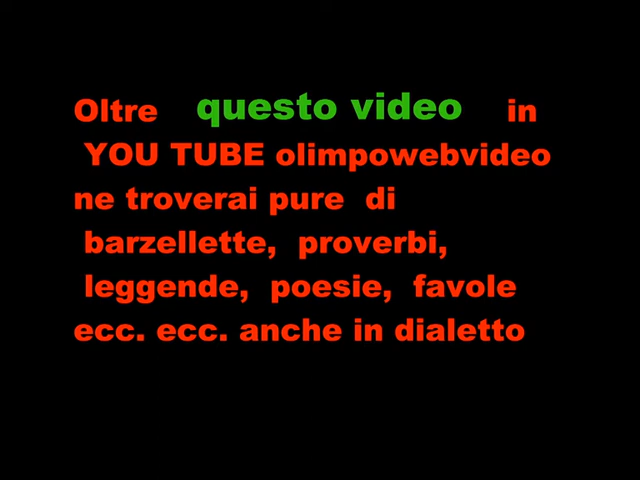 Oltre questo video in
YOU TUBE olimpowebvideo
ne troverai pure di
barzellette, proverbi,
leggende, poesie, favole
ecc. ecc. anche in dialetto